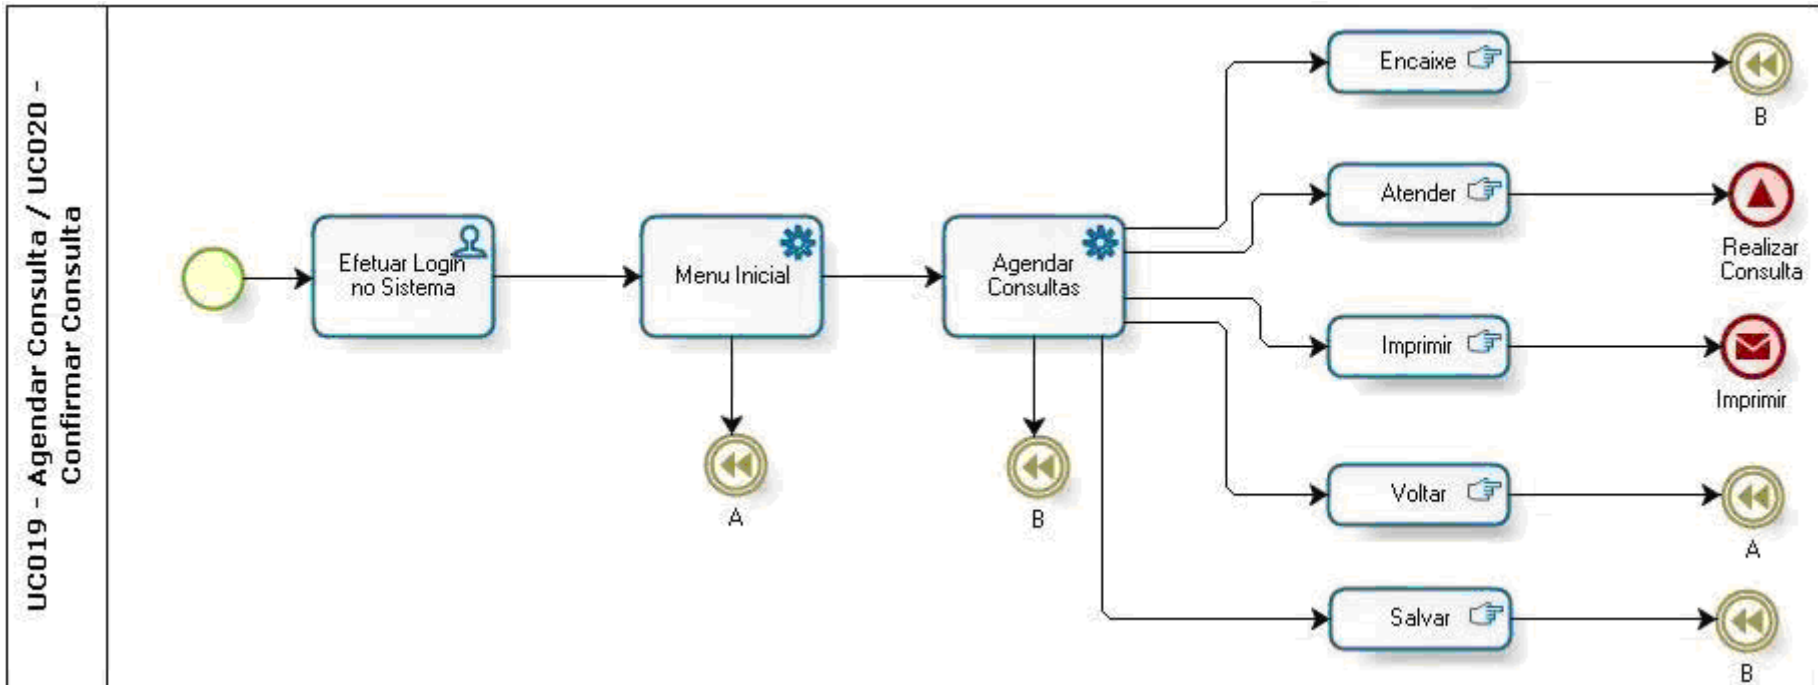 UC019 - Agendar Consulta / UC020 -
Confirmar Consulta
Efetuar Login
no Sistema
Menu Inicial
A
Agendar
Consultas
B
Encaixe
B
Atender
Realizar
Consulta
Imprimir
Imprimir
Voltar
A
Salvar
B